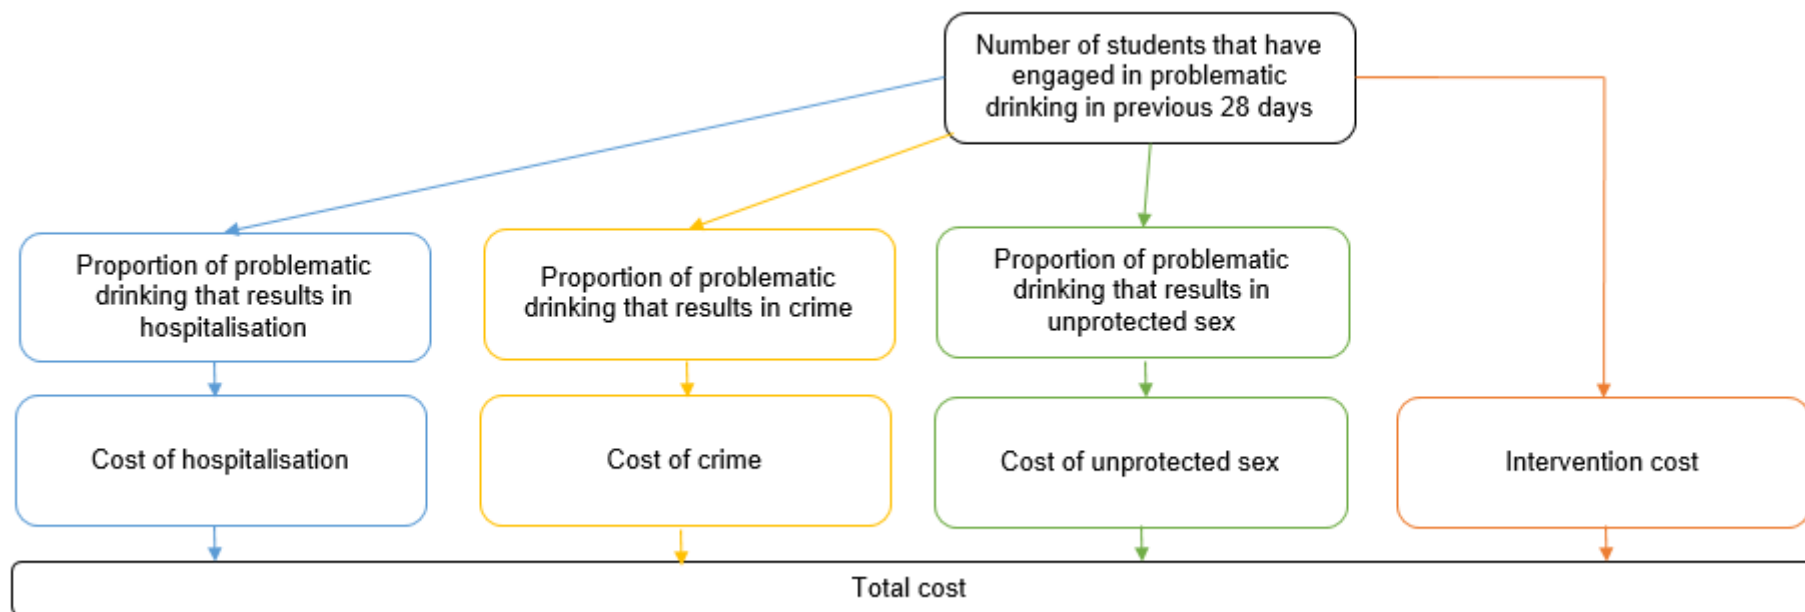 Number of students that have
engaged in problematic
drinking in previous 28 days
Proportion of problematic
drinking that results in
hospitalisation
Proportion of problematic
drinking that results in crime
Proportion of problematic
drinking that results in
unprotected sex
Cost of hospitalisation
Cost of crime
Cost of unprotected sex
Intervention cost
Total cost